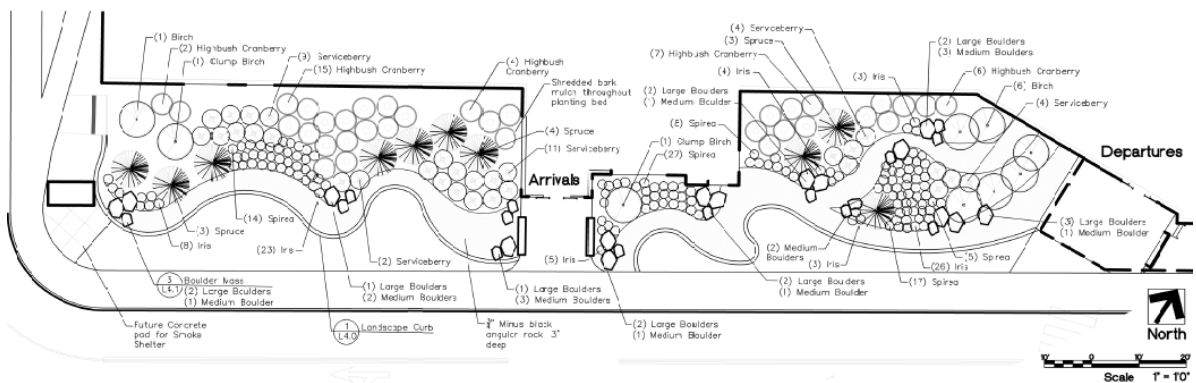 (1) Birch
(2) Highbush Cranberry
(1) Clump Birch
(9) Serviceberry
(15) Highbush Cranberry
(4) Highbush
Cranberry
Shredded bark
mulch throughout
planting bed
(4) Spruce
(11) Serviceberry
Arrivals
(14) Spirea
(3) Spruce
(8) Iris
(23) Iris
(2) Serviceberry
3
L4.1
Boulder Mass
(2) Large Boulders
(1) Medium Boulder
(1) Large Boulders
(2) Medium Boulders
(1) Large Boulders
(3) Medium Boulders
Future Concrete
pad for Smoke
Shelter
1
L4.0
Landscape Curb
Minus black
angular rock 3"
deep
(4) Serviceberry
(3) Spruce
(7) Highbush Cranberry
(4) Iris
(2) Large Boulders
(1) Medium Boulder
(8) Spirea
(1) Clump Birch
(27) Spirea
(3) Iris
(2) Large Boulders
(3) Medium Boulders
(6) Highbush Cranberry
(6) Birch
(4) Serviceberry
Departures
(5) Iris
(2) Large Boulders
(1) Medium Boulder
(2) Medium
Boulders
(3) Iris
(2) Large Boulders
(1) Medium Boulder
(17) Spirea
(26) Iris
(5) Spirea
(3) Large Boulders
(1) Medium Boulder
North
10'
0
10'
20'
Scale 1" = 1'0"